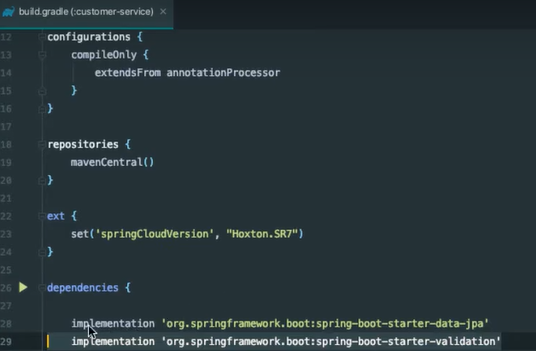 build.gradle (:customer-service) ×
12 configurations {
13 compileOnly {
14 extendsFrom annotationProcessor
15 }
16 }
17
18 repositories {
19 mavenCentral()
20 }
21
22 ext {
23 set('springCloudVersion', "Hoxton.SR7")
24 }
25
26 dependencies {
27
28 implementation 'org.springframework.boot:spring-boot-starter-data-jpa'
29 implementation 'org.springframework.boot:spring-boot-starter-validation'